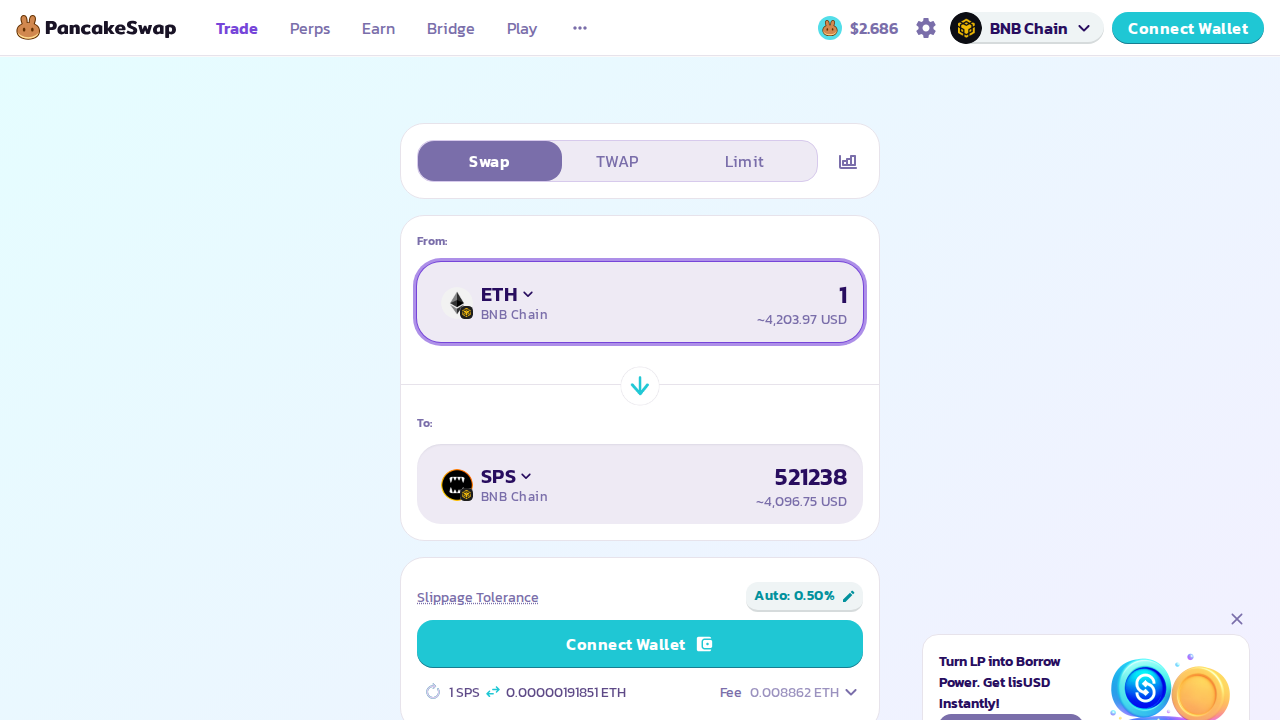 PancakeSwap Trade Perps Earn Bridge Play $2.686 BNB Chain Connect Wallet
Swap TWAP Limit
From:
ETH 1
BNB Chain ~4,203.97 USD
To:
SPS 521238
BNB Chain ~4,096.75 USD
Slippage Tolerance Auto: 0.50%
Connect Wallet
1 SPS 0.00000191851 ETH Fee 0.008862 ETH
Turn LP into Borrow
Power. Get lisUSD
Instantly!